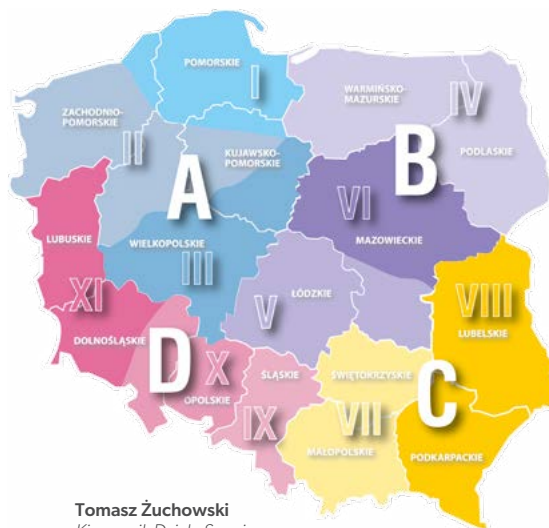 POMORSKIE
I
ZACHODNIO-
POMORSKIE
II
WARMIŃSKO-
MAZURSKIE
IV
KUJAWSKO-
POMORSKIE
PODLASKIE
A
B
VI
LUBUSKIE
WIELKOPOLSKIE
III
MAZOWIECKIE
XI
V
ŁÓDZKIE
VIII
LUBELSKIE
DOLNOŚLĄSKIE
D
X
OPOLSKIE
ŚLĄSKIE
IX
ŚWIĘTOKRZYSKIE
C
VII
MAŁOPOLSKIE
PODKARPACKIE
Tomasz Żuchowski